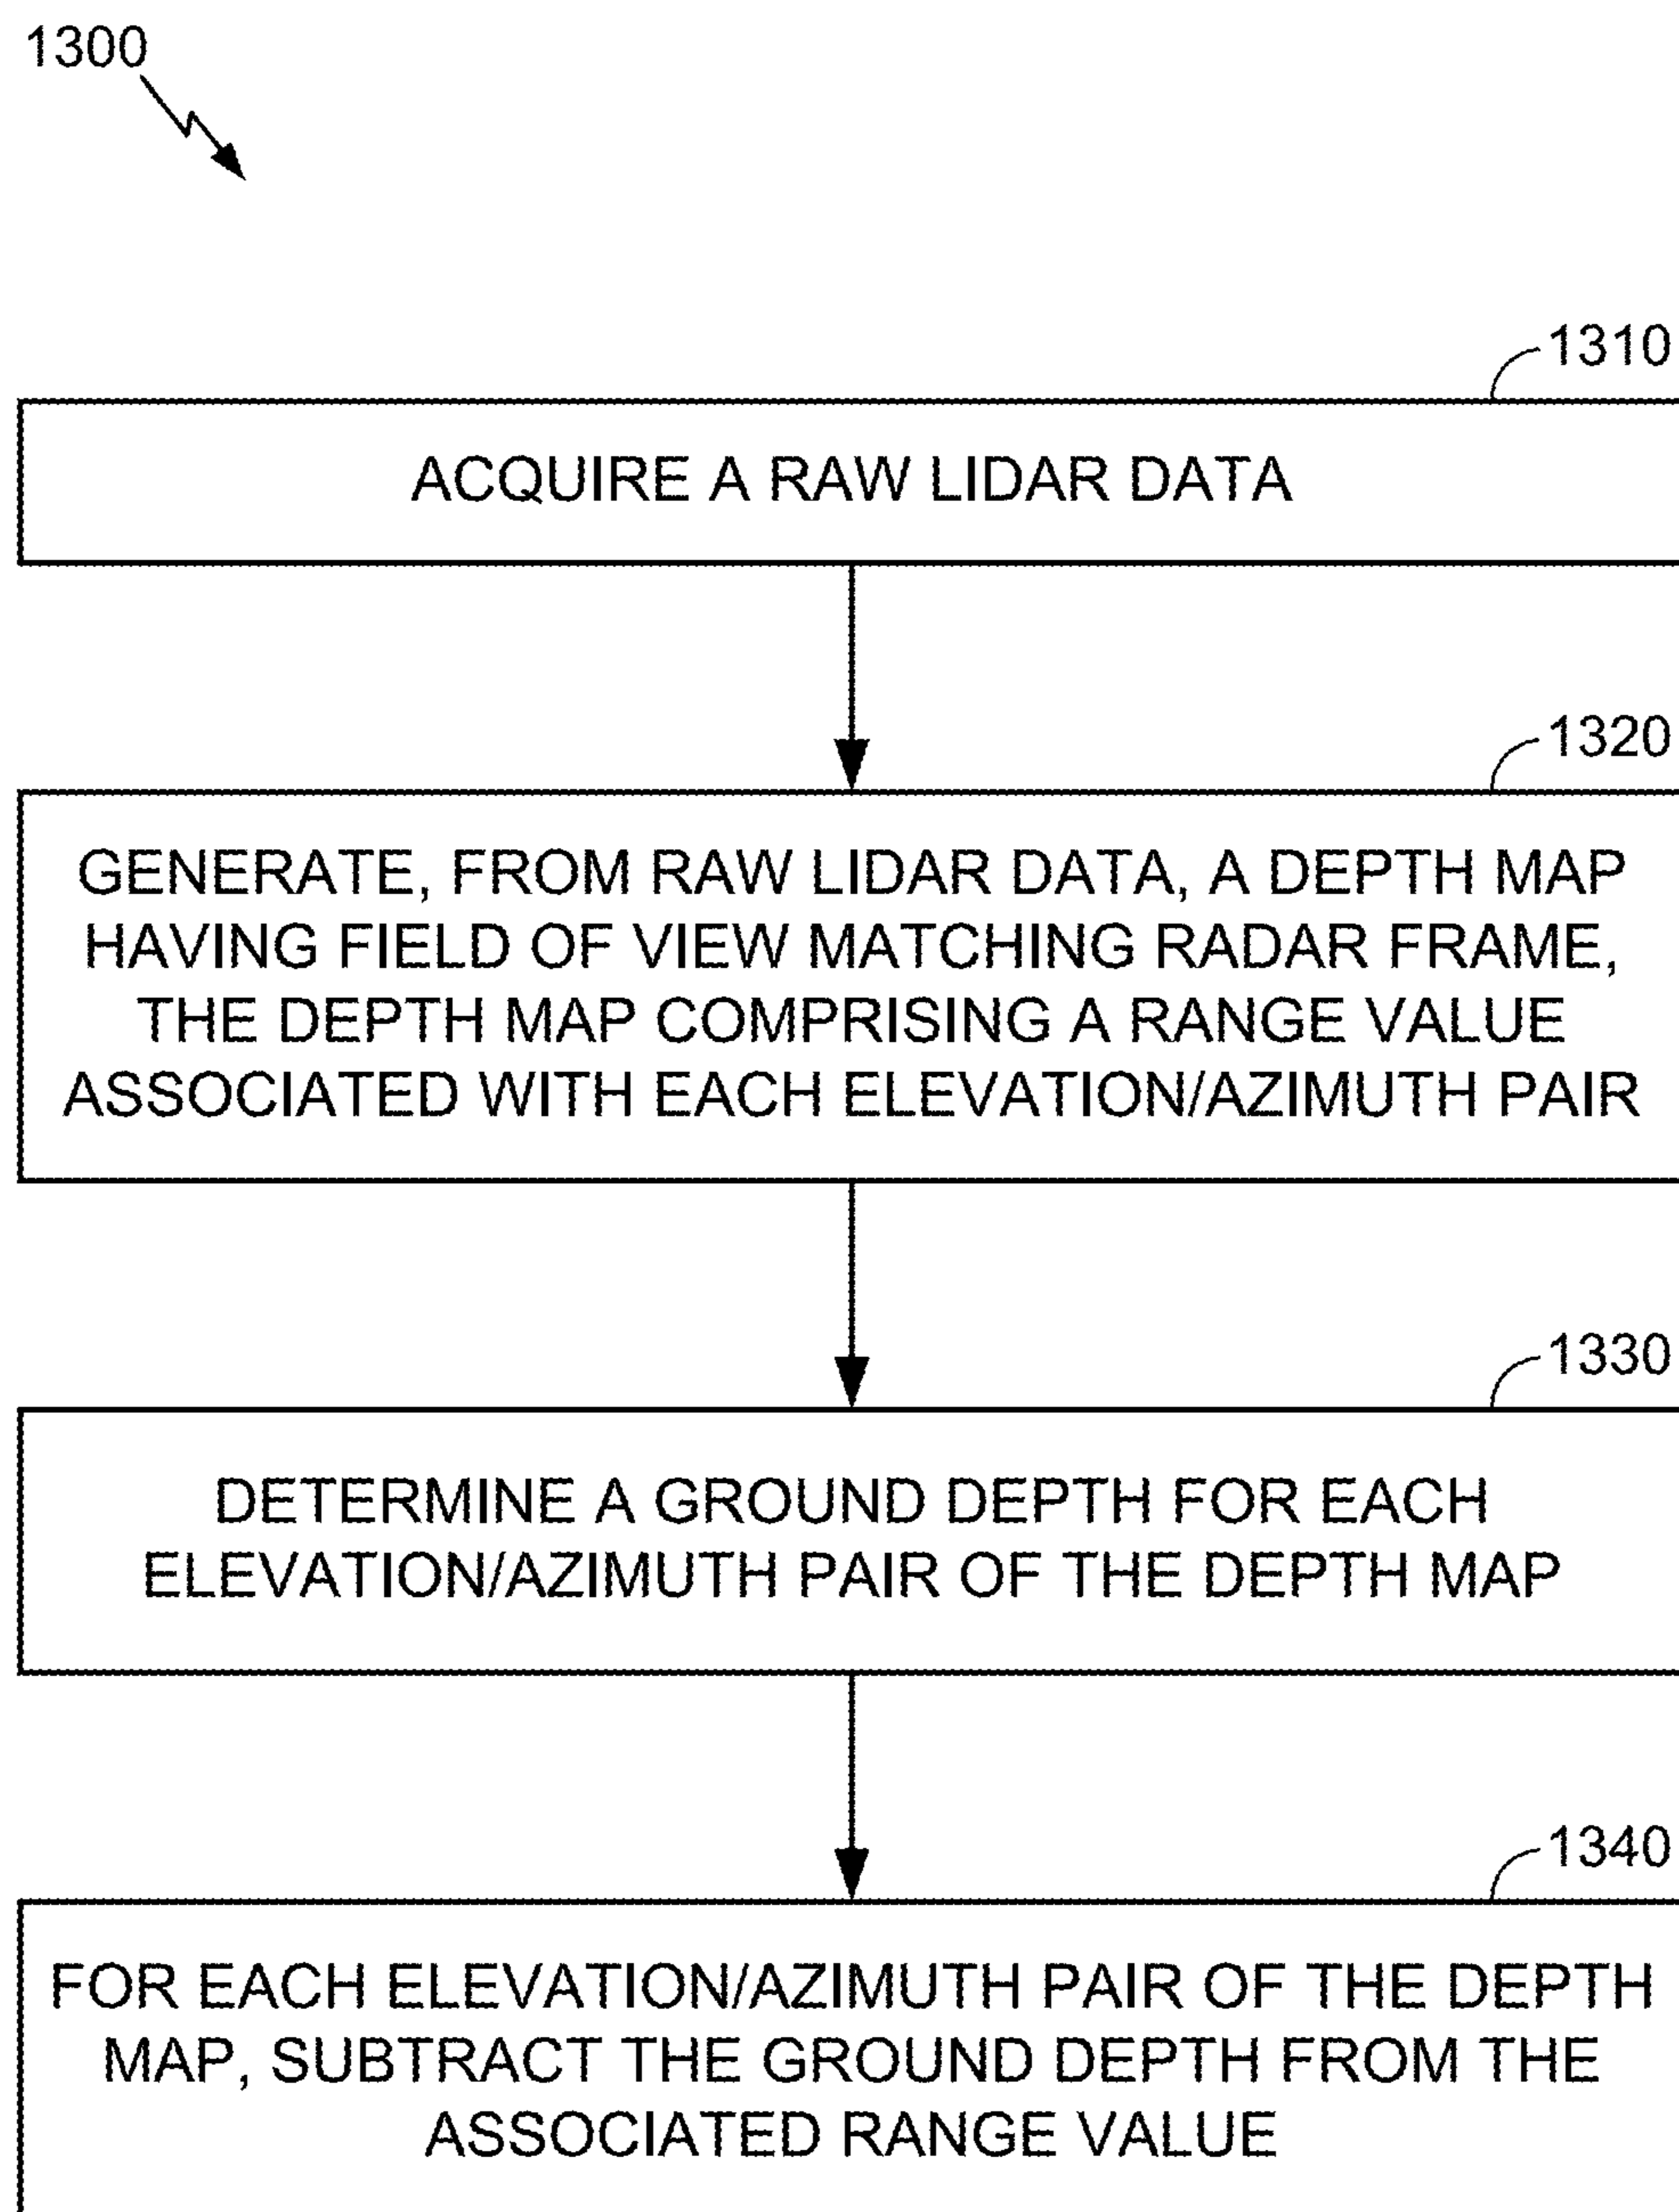 1300
1310
ACQUIRE A RAW LIDAR DATA
1320
GENERATE, FROM RAW LIDAR DATA, A DEPTH MAP
HAVING FIELD OF VIEW MATCHING RADAR FRAME,
THE DEPTH MAP COMPRISING A RANGE VALUE
ASSOCIATED WITH EACH ELEVATION/AZIMUTH PAIR
1330
DETERMINE A GROUND DEPTH FOR EACH
ELEVATION/AZIMUTH PAIR OF THE DEPTH MAP
1340
FOR EACH ELEVATION/AZIMUTH PAIR OF THE DEPTH
MAP, SUBTRACT THE GROUND DEPTH FROM THE
ASSOCIATED RANGE VALUE